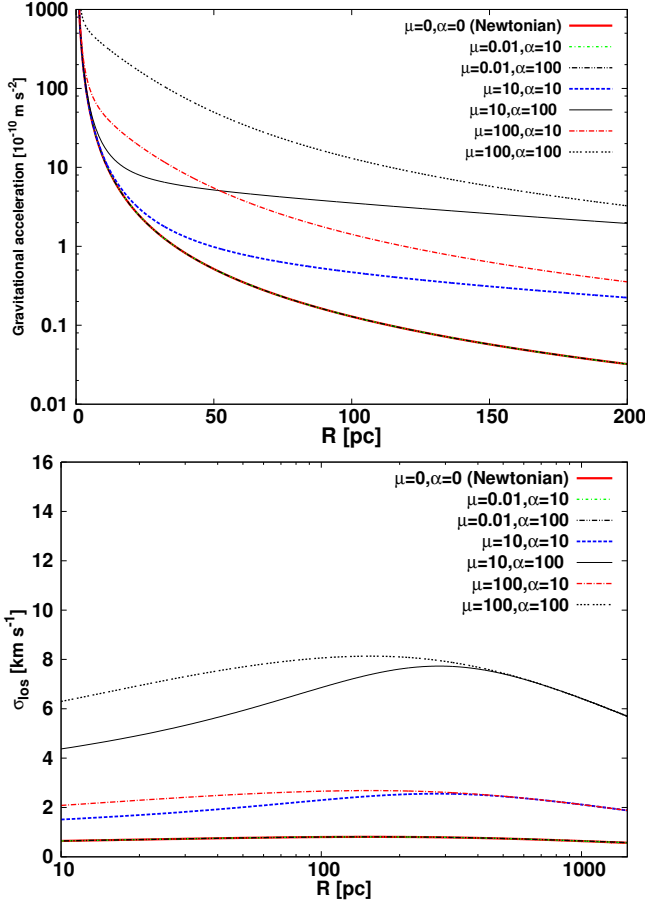 1000
100
10
1
0.1
0.01
Gravitational acceleration [10⁻¹⁰ m s⁻²]
μ=0,α=0 (Newtonian)
μ=0.01,α=10
μ=0.01,α=100
μ=10,α=10
μ=10,α=100
μ=100,α=10
μ=100,α=100
0 50 100 150 200
R [pc]
16
14
12
10
8
6
4
2
0
σlos [km s⁻¹]
μ=0,α=0 (Newtonian)
μ=0.01,α=10
μ=0.01,α=100
μ=10,α=10
μ=10,α=100
μ=100,α=10
μ=100,α=100
10 100 1000
R [pc]